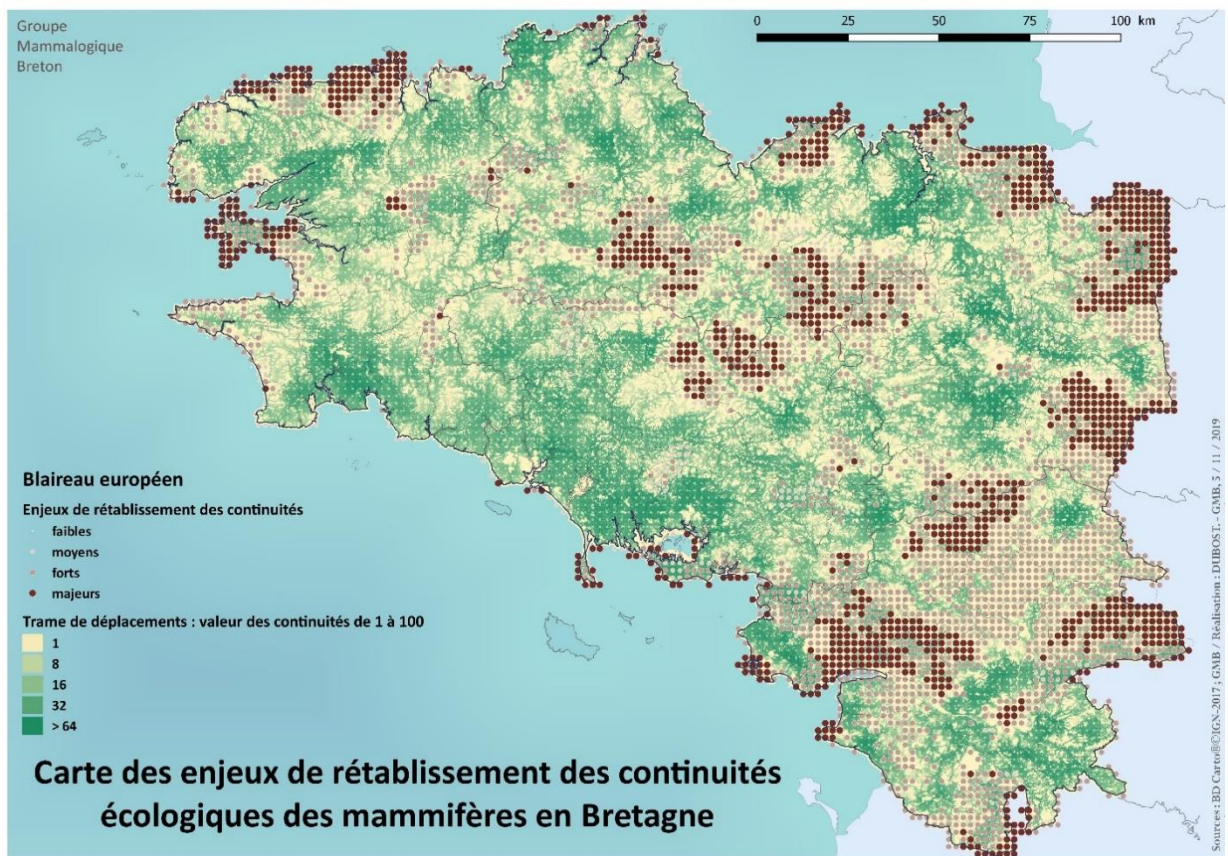 Groupe
Mammalogique
Breton
0 25 50 75 100 km
Blaireau européen
Enjeux de rétablissement des continuités
faibles
moyens
forts
majeurs
Trame de déplacements : valeur des continuités de 1 à 100
1
8
16
32
> 64
Carte des enjeux de rétablissement des continuités
écologiques des mammifères en Bretagne
Sources : BD Carto®©IGN-2017 ; GMB / Réalisation : DUBOST. - GMB, 5 / 11 / 2019